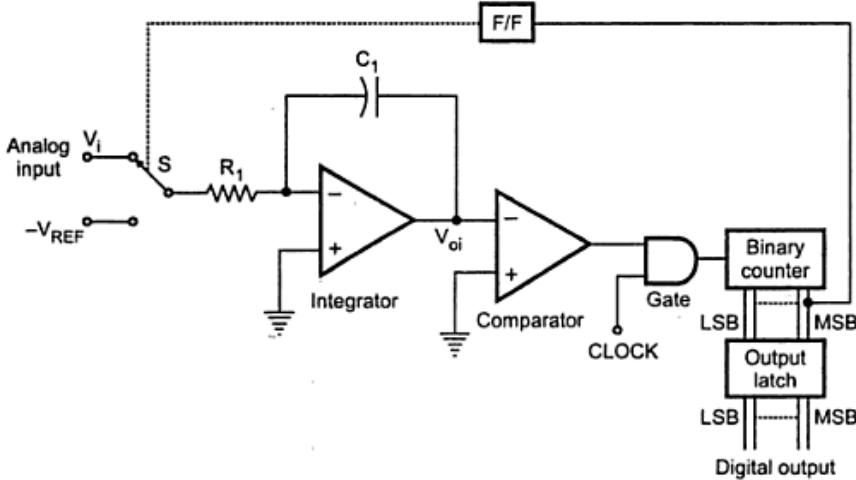 F/F
C1
Analog
input
Vi
S
R1
−VREF
−
+
Integrator
Voi
−
+
Comparator
Gate
CLOCK
Binary
counter
LSB
MSB
Output
latch
LSB
MSB
Digital output